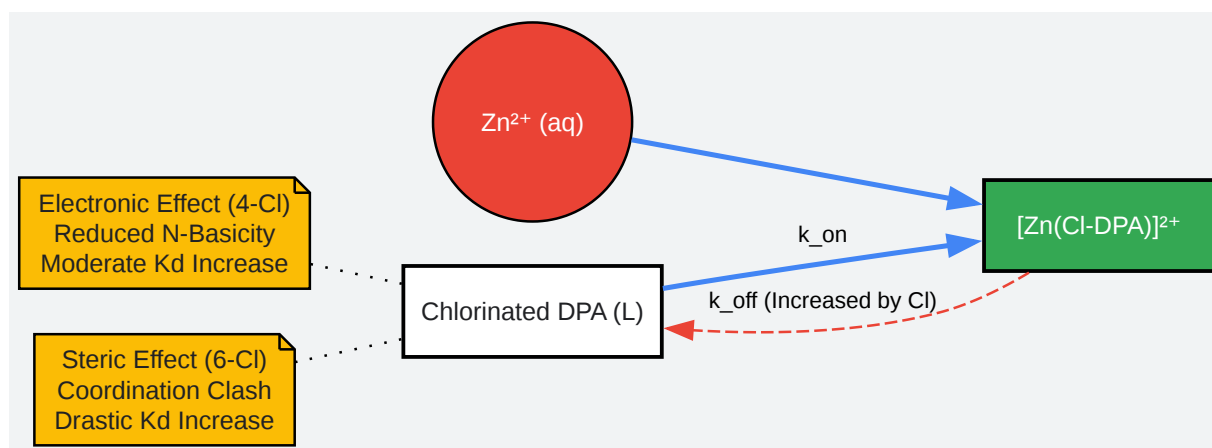 Zn²⁺ (aq)
Electronic Effect (4-Cl)
Reduced N-Basicity
Moderate Kd Increase
[Zn(Cl-DPA)]²⁺
k_on
k_off (Increased by Cl)
Chlorinated DPA (L)
Steric Effect (6-Cl)
Coordination Clash
Drastic Kd Increase